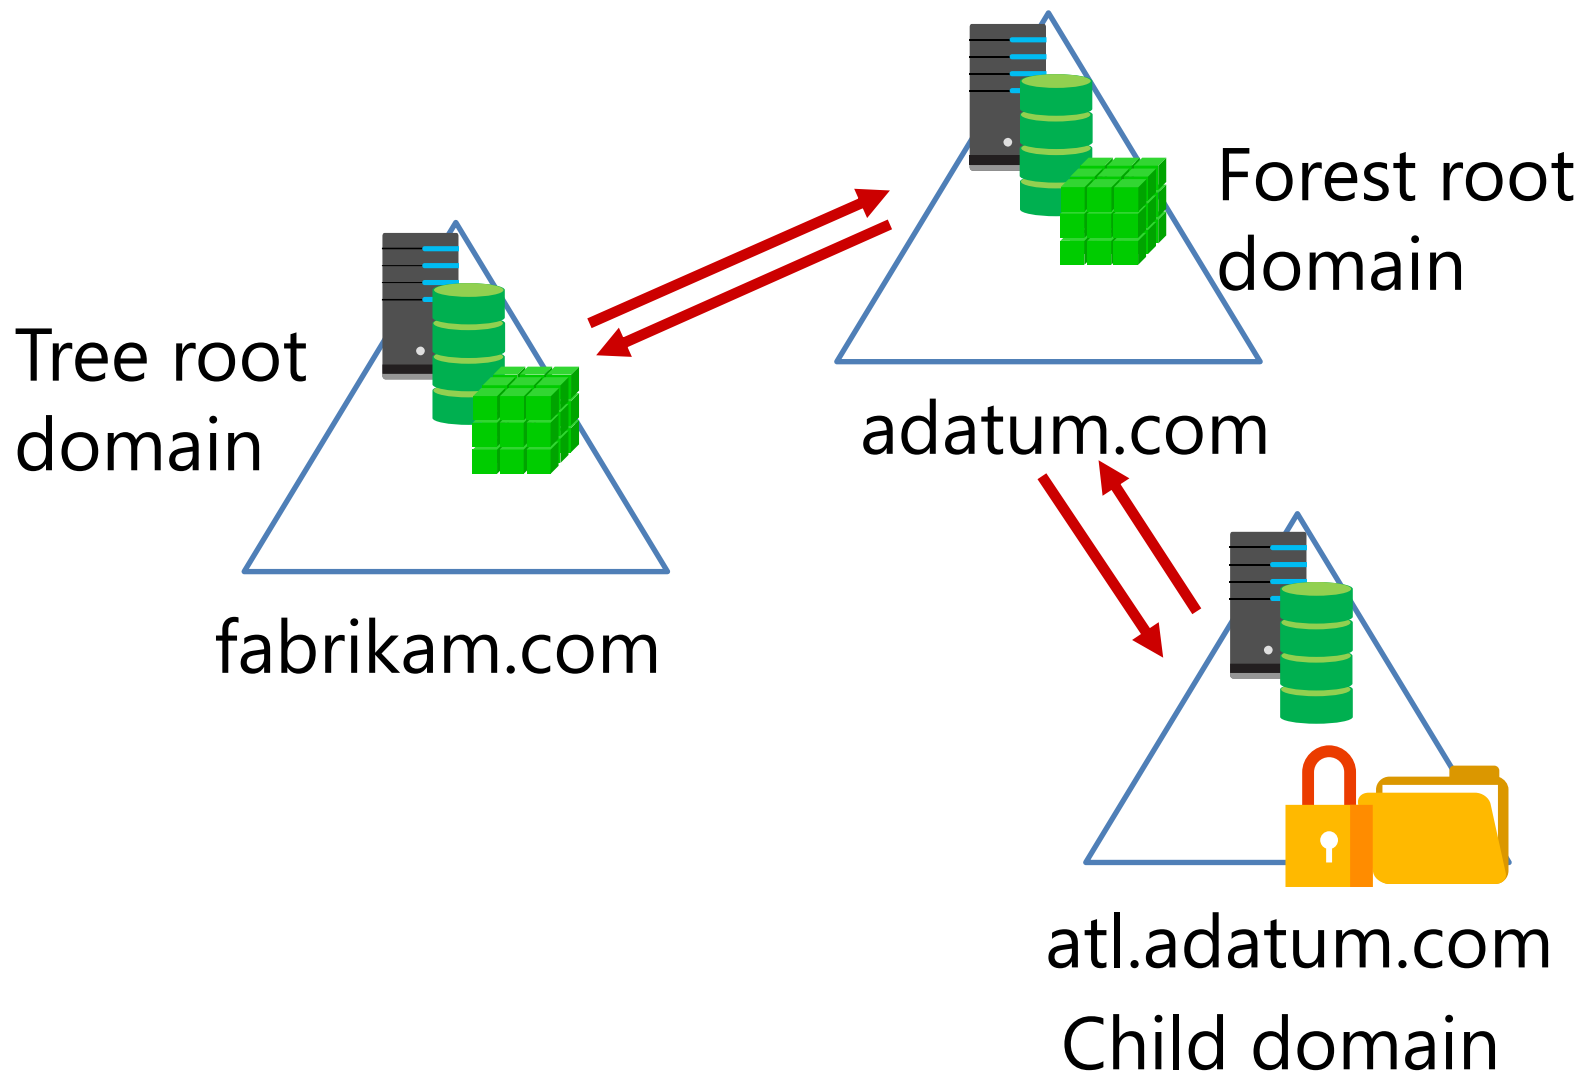 Forest root
domain
adatum.com
Tree root
domain
fabrikam.com
atl.adatum.com
Child domain